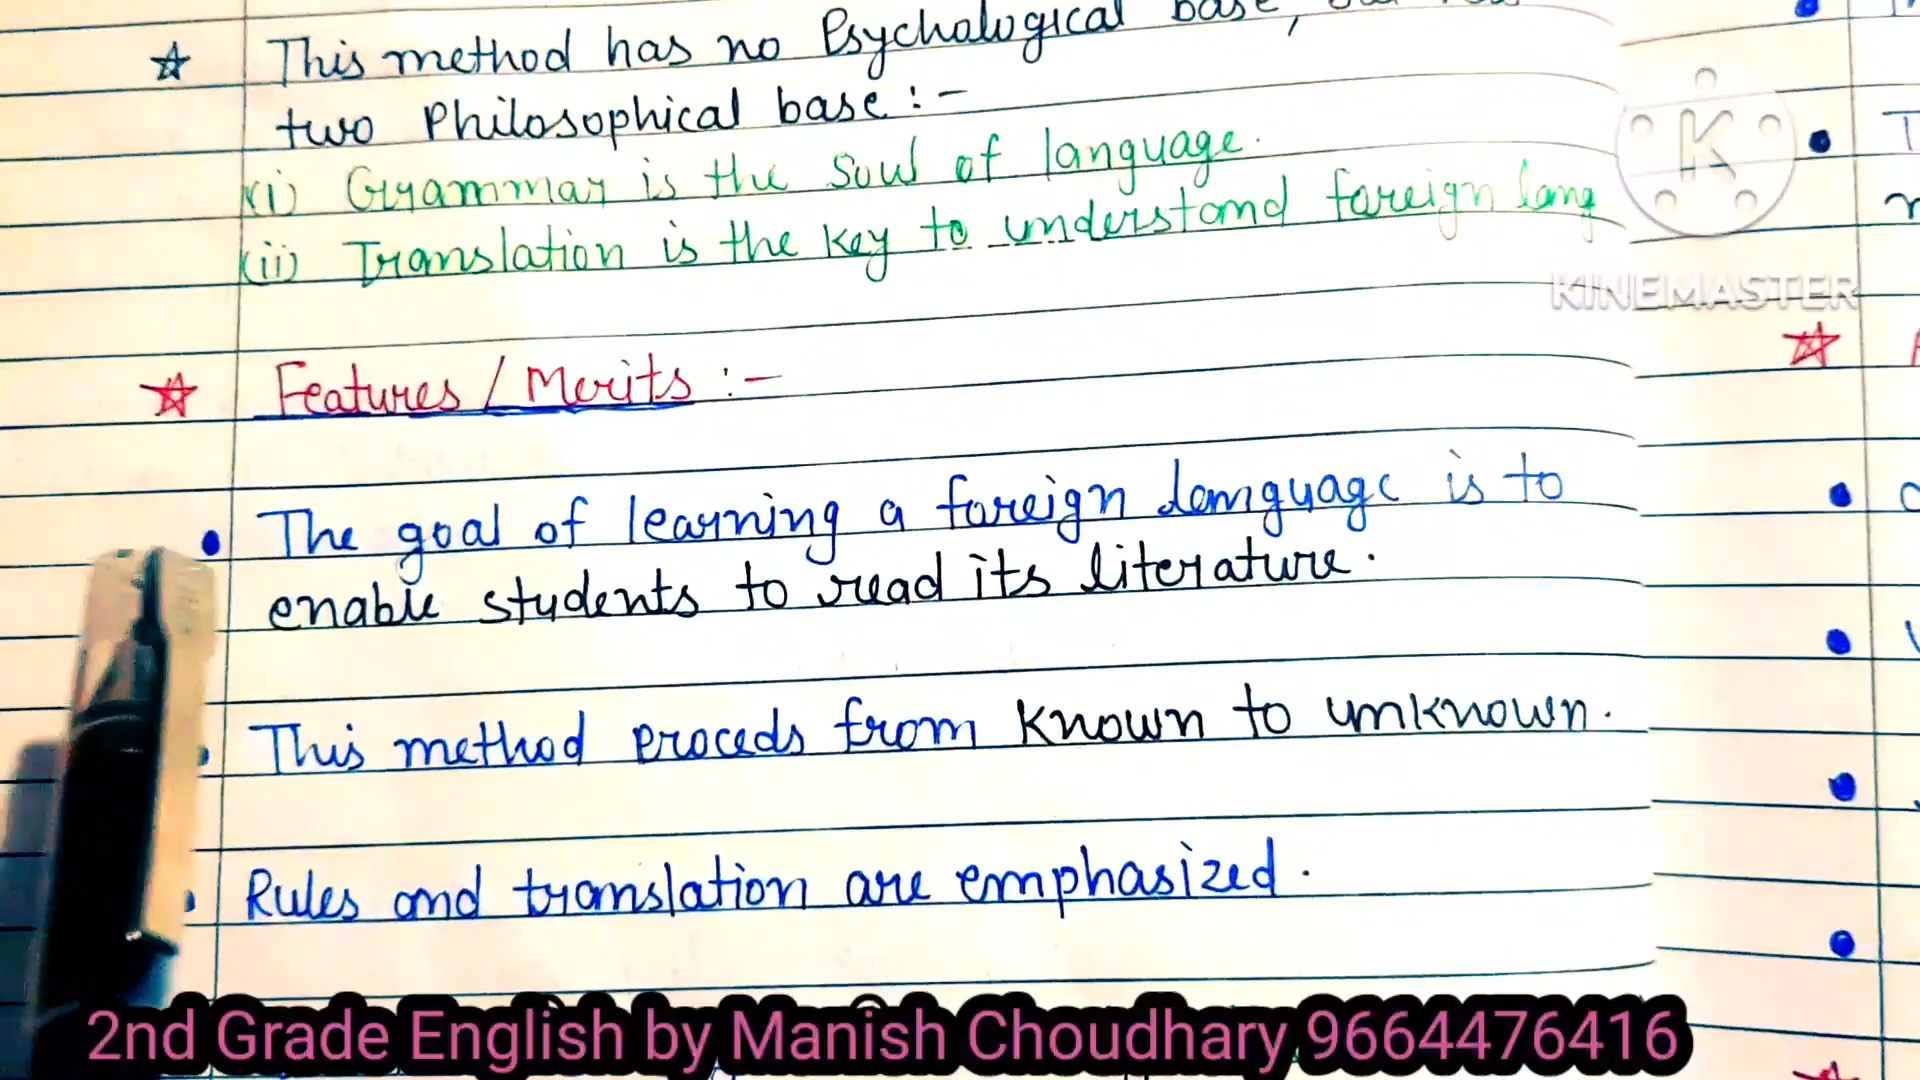 This method has no Psychological base,
two Philosophical base :-
(i) Grammar is the Soul of language.
(ii) Translation is the key to understand foreign lang
KINEMASTER
Features / Merits :-
The goal of learning a foreign language is to
enable students to read its literature.
This method proceds from known to unknown.
Rules and translation are emphasized.
2nd Grade English by Manish Choudhary 9664476416